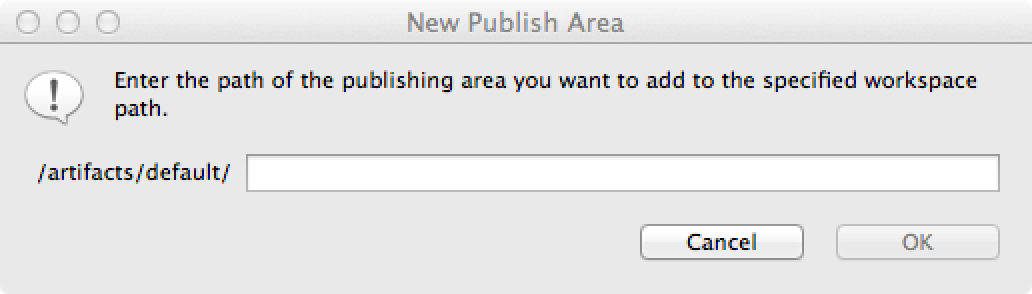 New Publish Area
Enter the path of the publishing area you want to add to the specified workspace
path.
/artifacts/default/
Cancel OK